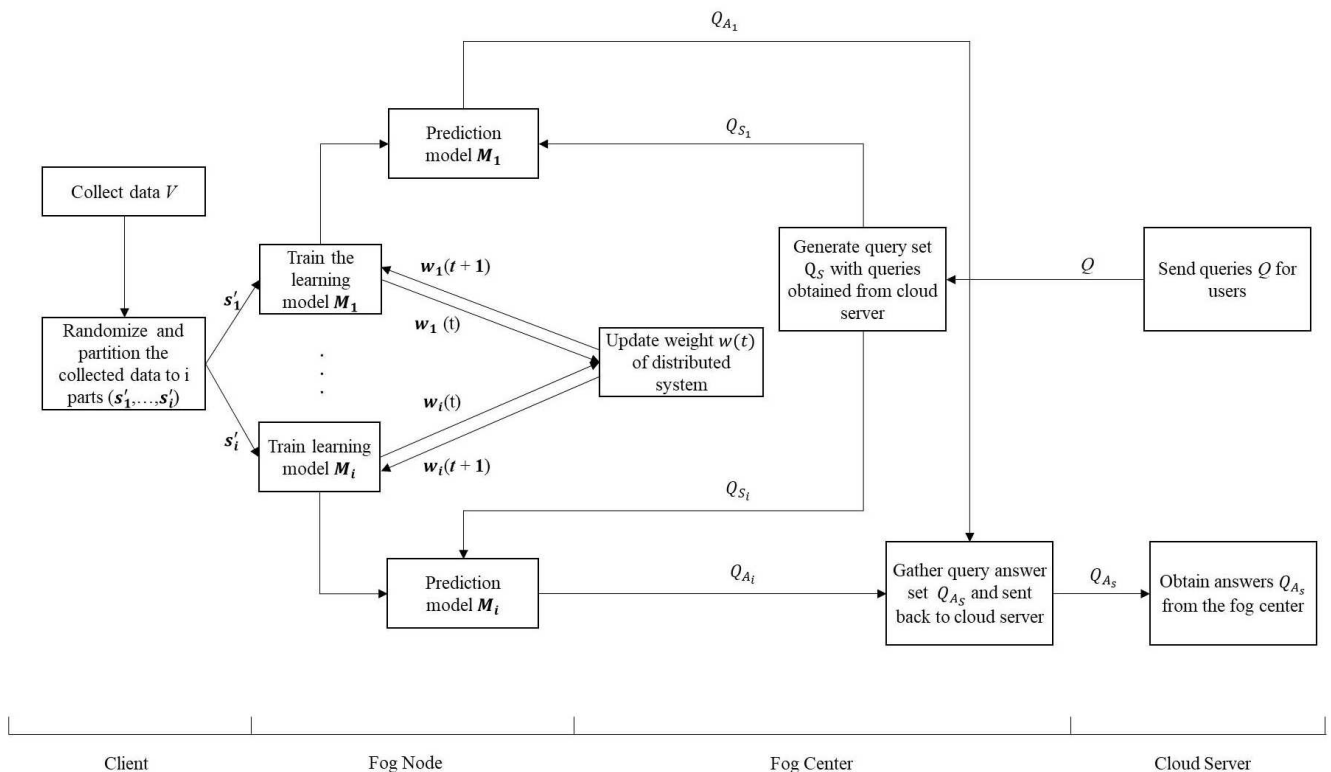 Q_{A_1}
Prediction
model M_1
Q_{S_1}
Collect data V
Train the
learning
model M_1
w_1(t + 1)
Generate query set
Q_S with queries
obtained from cloud
server
Q
Send queries Q for
users
s'_1
w_1 (t)
Randomize and
partition the
collected data to i
parts (s'_1,…,s'_i)
.
.
.
Update weight w(t)
of distributed
system
w_i(t)
s'_i
Train learning
model M_i
w_i(t + 1)
Q_{S_i}
Prediction
model M_i
Q_{A_i}
Gather query answer
set Q_{A_S} and sent
back to cloud server
Q_{A_s}
Obtain answers Q_{A_s}
from the fog center
Client
Fog Node
Fog Center
Cloud Server